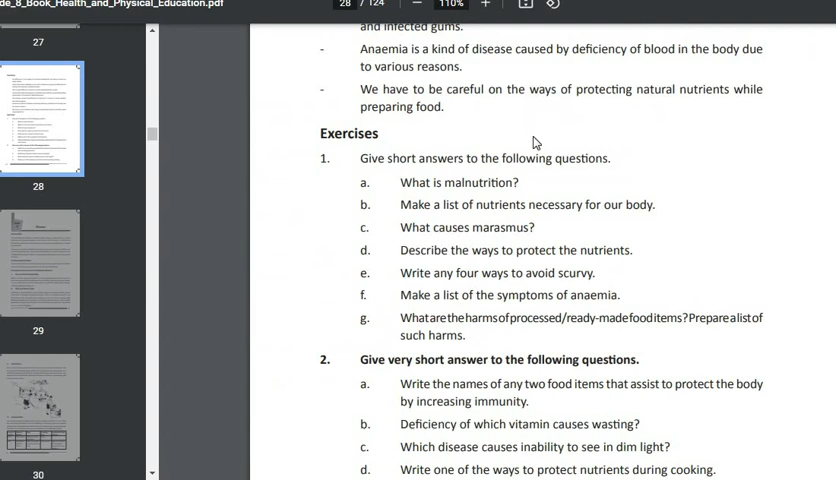 de_8_Book_Health_and_Physical_Education.pdf
28 / 124
110%
27
28
29
30
and infected gums.
- Anaemia is a kind of disease caused by deficiency of blood in the body due
to various reasons.
- We have to be careful on the ways of protecting natural nutrients while
preparing food.
Exercises
1. Give short answers to the following questions.
a. What is malnutrition?
b. Make a list of nutrients necessary for our body.
c. What causes marasmus?
d. Describe the ways to protect the nutrients.
e. Write any four ways to avoid scurvy.
f. Make a list of the symptoms of anaemia.
g. What are the harms of processed/ready-made food items? Prepare a list of
such harms.
2. Give very short answer to the following questions.
a. Write the names of any two food items that assist to protect the body
by increasing immunity.
b. Deficiency of which vitamin causes wasting?
c. Which disease causes inability to see in dim light?
d. Write one of the ways to protect nutrients during cooking.